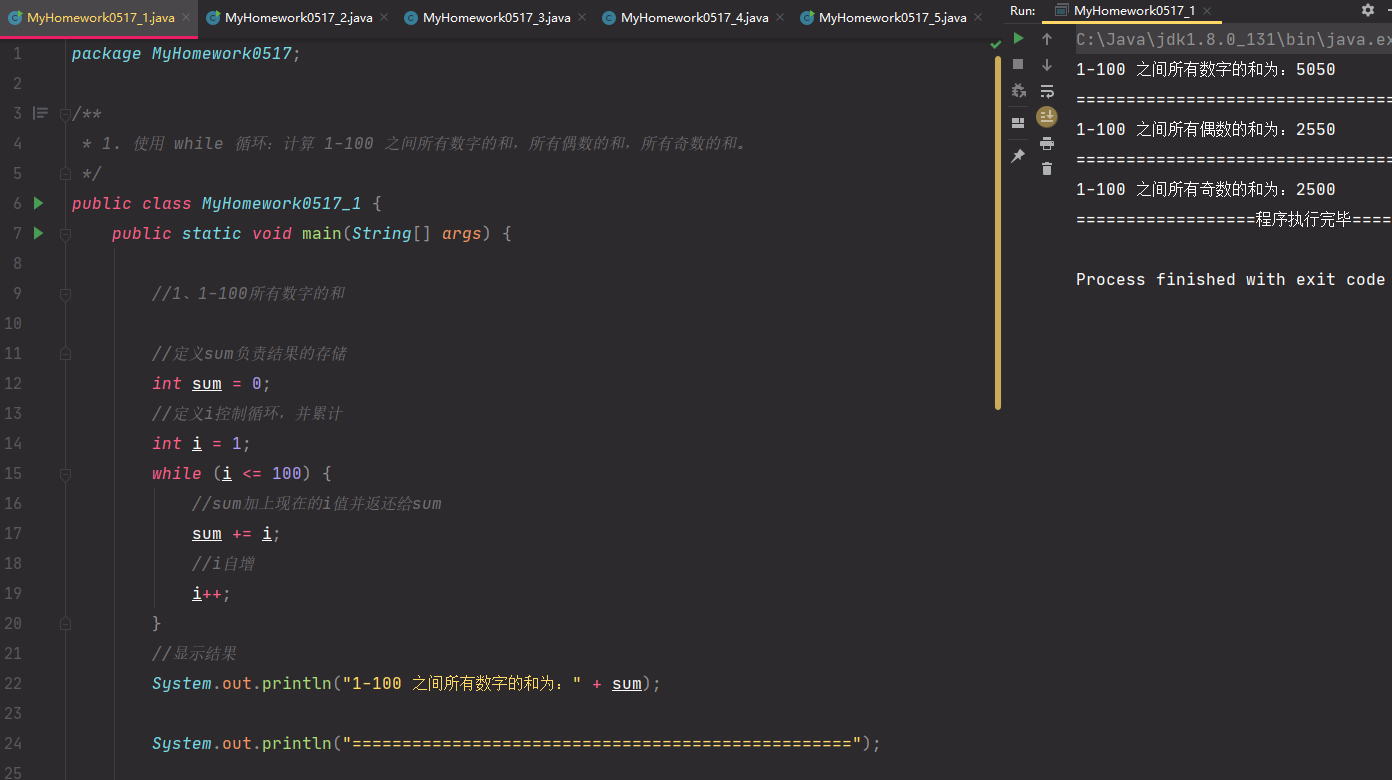 MyHomework0517_1.java MyHomework0517_2.java MyHomework0517_3.java MyHomework0517_4.java MyHomework0517_5.java
1 package MyHomework0517;
2
3 /**
4 * 1. 使用 while 循环：计算 1-100 之间所有数字的和，所有偶数的和，所有奇数的和。
5 */
6 public class MyHomework0517_1 {
7 public static void main(String[] args) {
8
9 //1、1-100所有数字的和
10
11 //定义sum负责结果的存储
12 int sum = 0;
13 //定义i控制循环，并累计
14 int i = 1;
15 while (i <= 100) {
16 //sum加上现在的i值并返还给sum
17 sum += i;
18 //i自增
19 i++;
20 }
21 //显示结果
22 System.out.println("1-100 之间所有数字的和为：" + sum);
23
24 System.out.println("==================================================");
25
Run: MyHomework0517_1
C:\Java\jdk1.8.0_131\bin\java.ex
1-100 之间所有数字的和为：5050
================================
1-100 之间所有偶数的和为：2550
================================
1-100 之间所有奇数的和为：2500
==================程序执行完毕====
Process finished with exit code